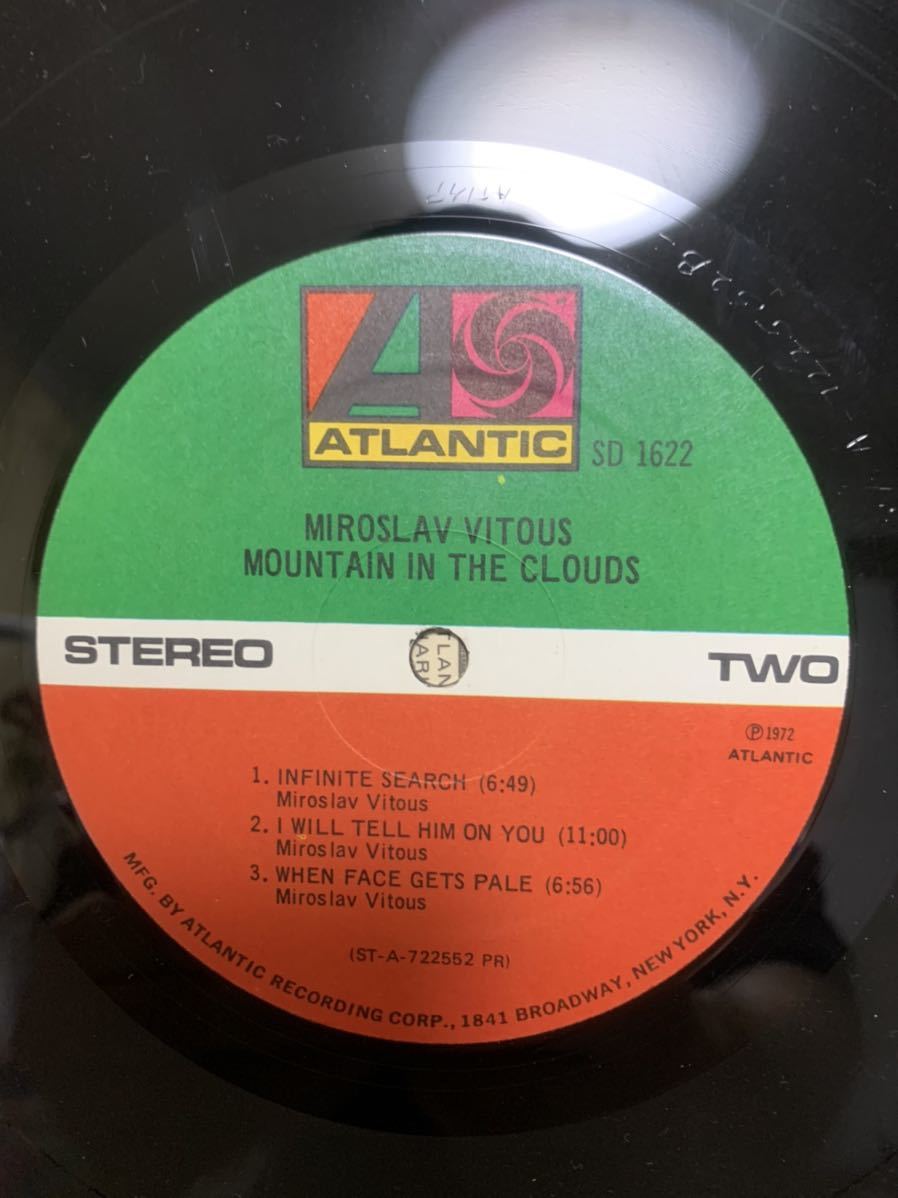 AT/GP
ATLANTIC
SD 1622
MIROSLAV VITOUS
MOUNTAIN IN THE CLOUDS
STEREO
TWO
℗ 1972
ATLANTIC
1. INFINITE SEARCH (6:49)
Miroslav Vitous
2. I WILL TELL HIM ON YOU (11:00)
Miroslav Vitous
3. WHEN FACE GETS PALE (6:56)
Miroslav Vitous
(ST-A-722552 PR)
MFG. BY ATLANTIC RECORDING CORP., 1841 BROADWAY, NEW YORK, N.Y.